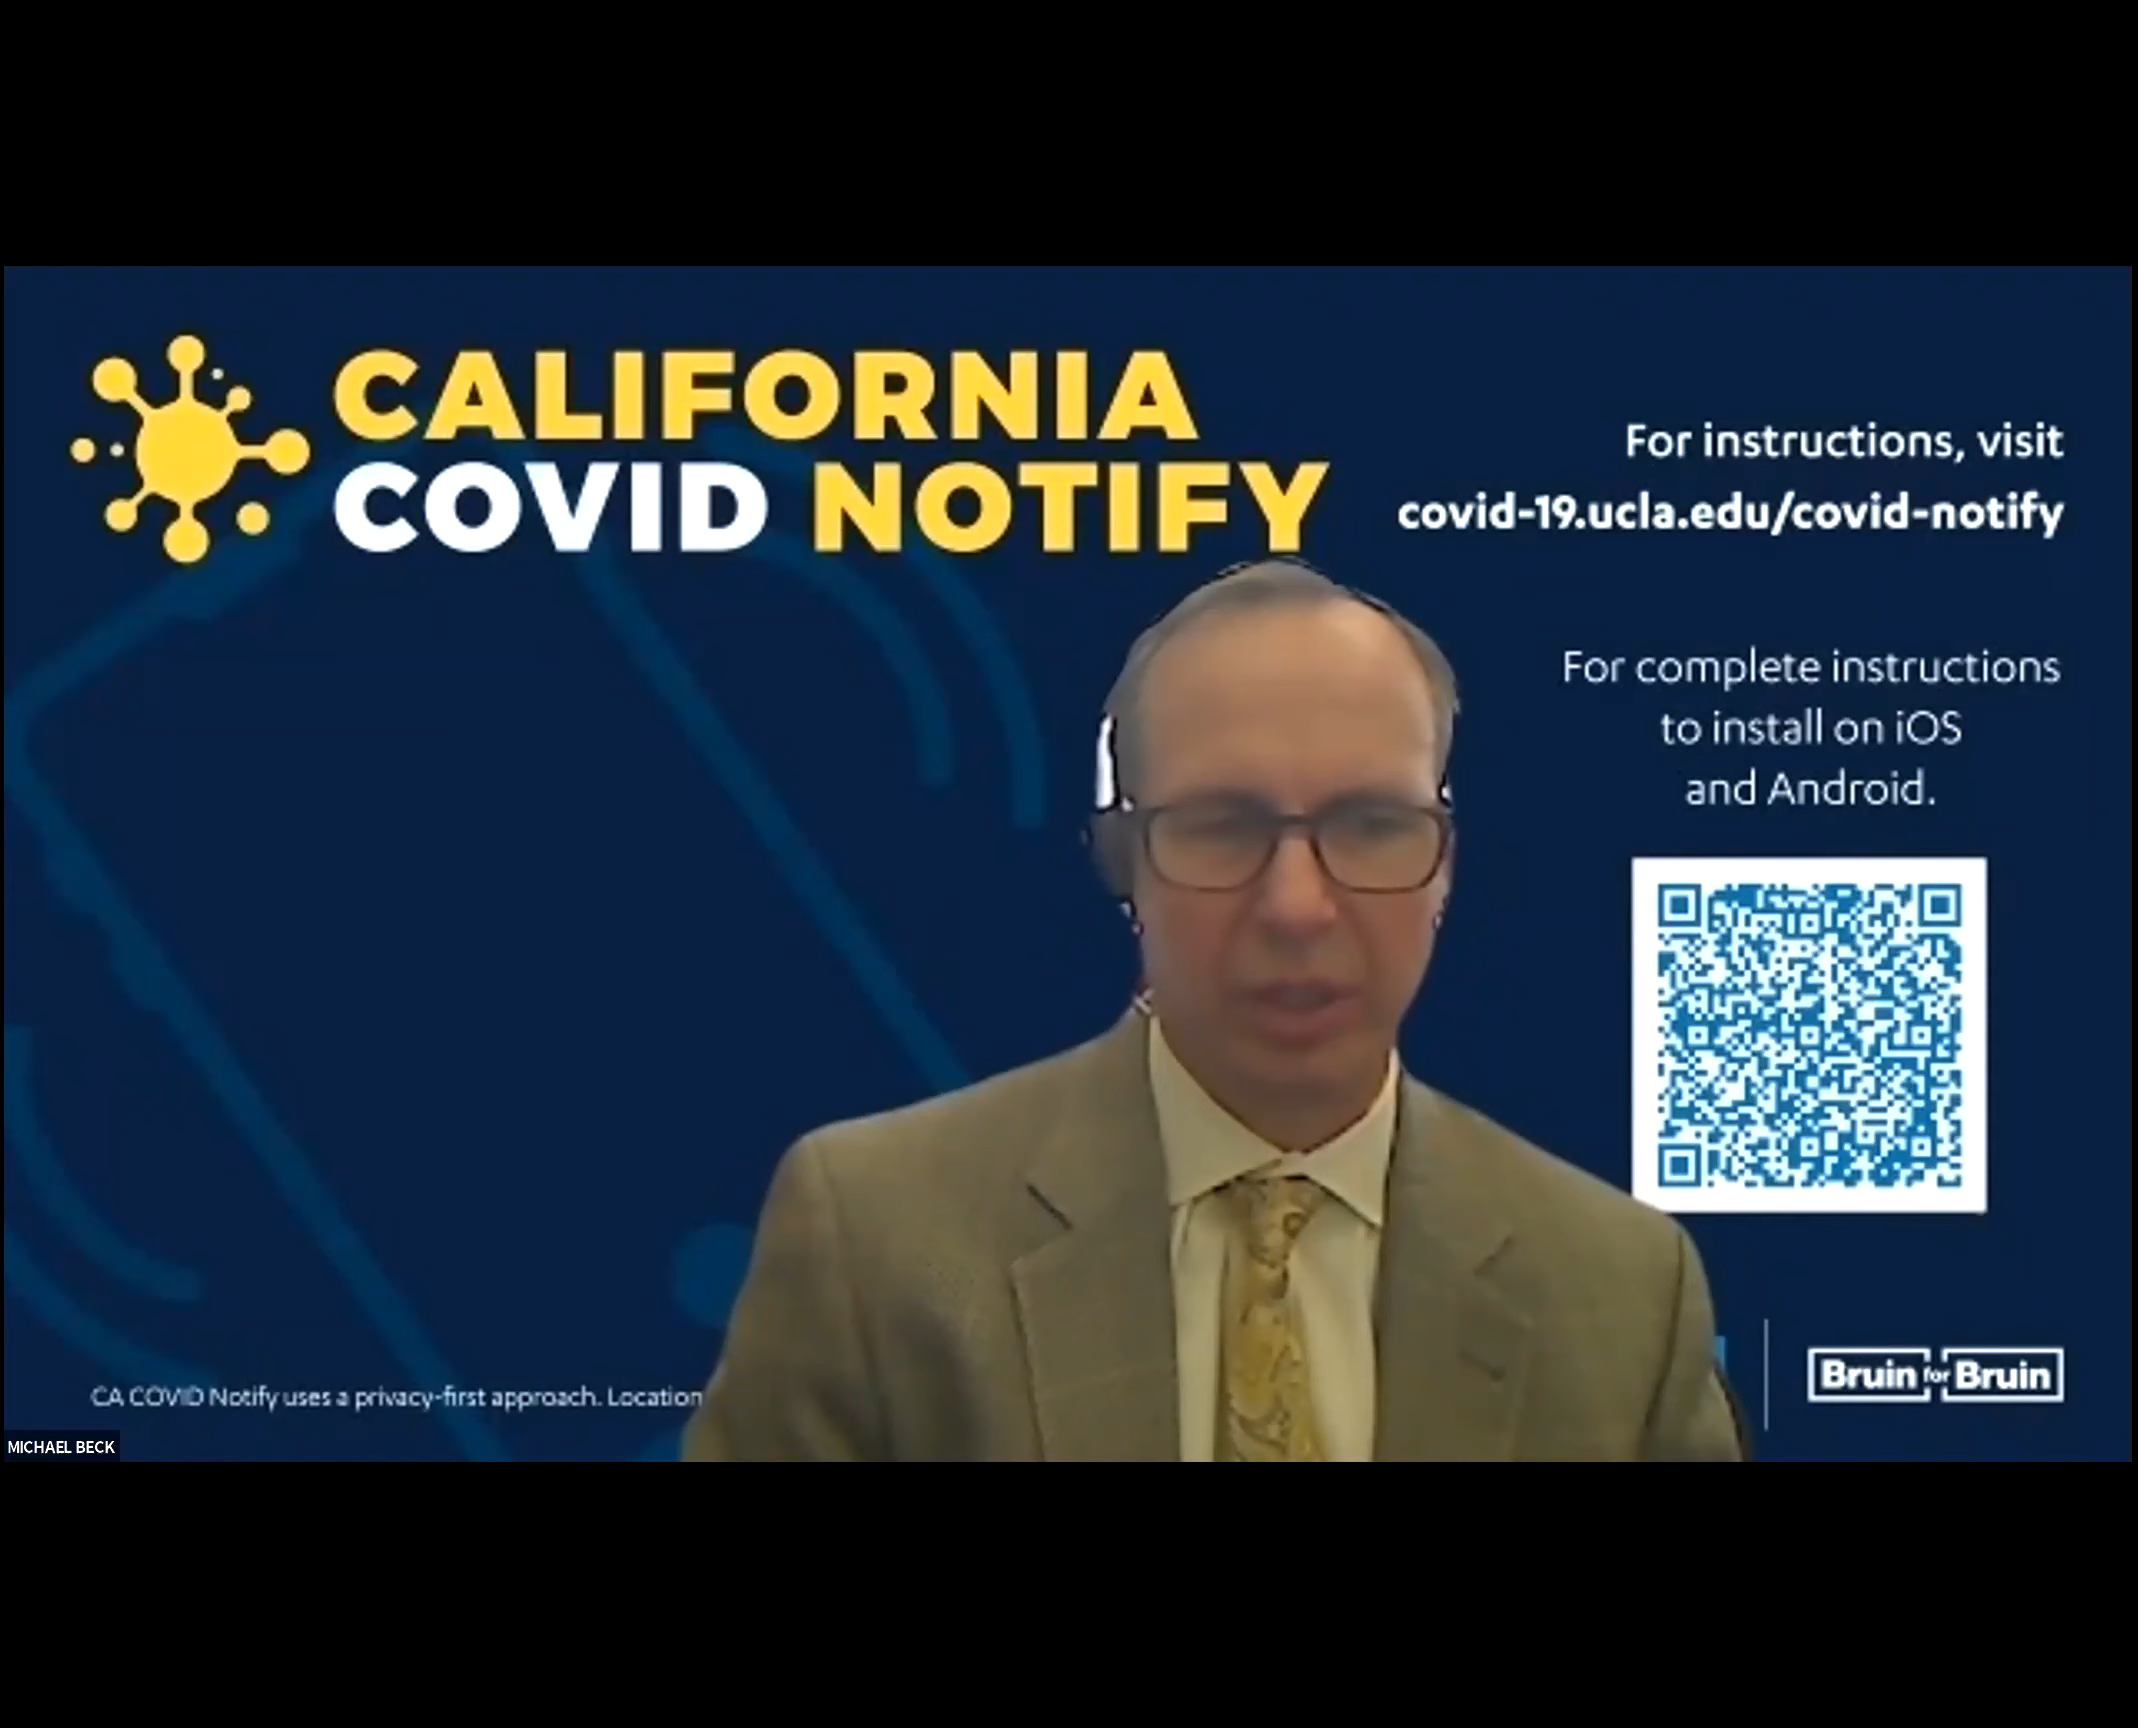 CALIFORNIA
COVID NOTIFY
For instructions, visit
covid-19.ucla.edu/covid-notify
For complete instructions
to install on iOS
and Android.
CA COVID Notify uses a privacy-first approach. Location
Bruin for Bruin
MICHAEL BECK